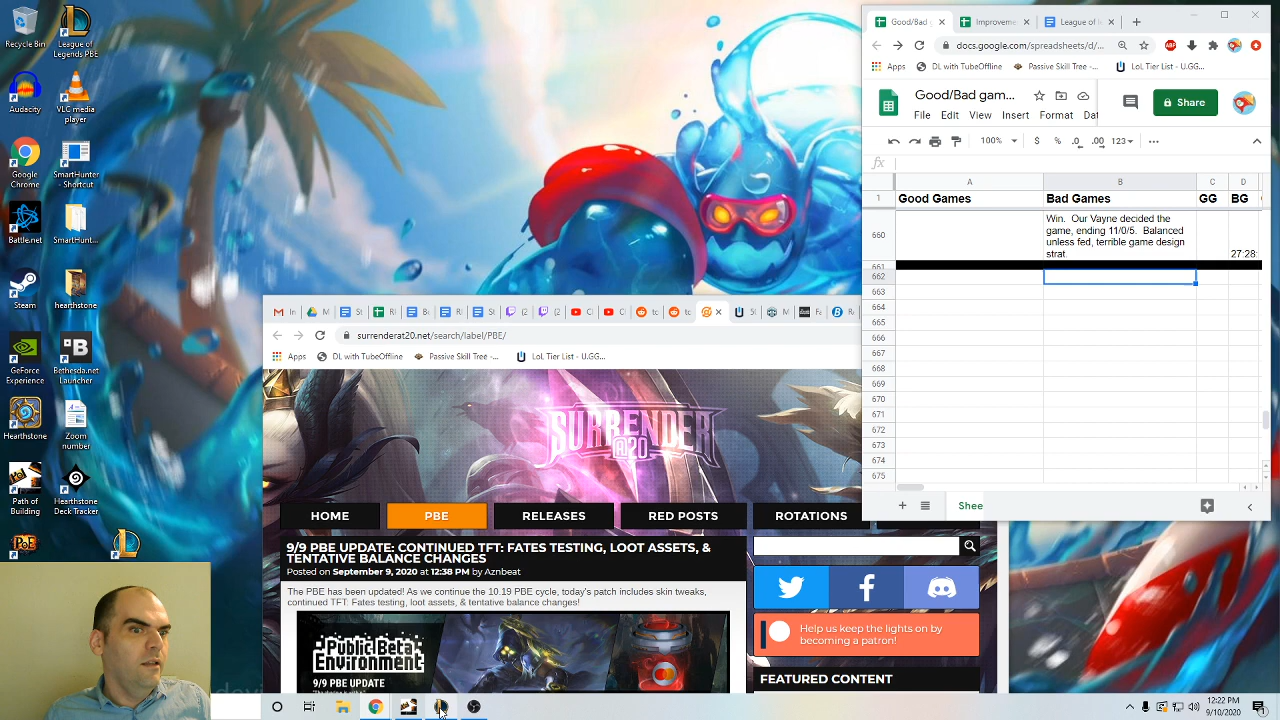 Recycle Bin
League of
Legends PBE
Audacity
VLC media
player
Google
Chrome
SmartHunter
- Shortcut
Battle.net
SmartHunt...
Steam
hearthstone
GeForce
Experience
Bethesda.net
Launcher
Hearthstone
Zoom
number
Path of
Building
Hearthstone
Deck Tracker
Good/Bad g
Improveme
League of l
docs.google.com/spreadsheets/d/...
Apps
DL with TubeOffline
Passive Skill Tree -...
LoL Tier List - U.GG...
Good/Bad gam...
Share
File Edit View Insert Format Dat
100% $ % .0 .00 123
fx
A B C D
1 Good Games Bad Games GG BG
660
Win. Our Vayne decided the
game, ending 11/0/5. Balanced
unless fed, terrible game design
strat.
27:28:
661
662
663
664
665
666
667
668
669
670
671
672
673
674
675
Shee
surrenderat20.net/search/label/PBE/
Apps
DL with TubeOffline
Passive Skill Tree -...
LoL Tier List - U.GG...
SURRENDER
@20
HOME PBE RELEASES RED POSTS ROTATIONS
9/9 PBE UPDATE: CONTINUED TFT: FATES TESTING, LOOT ASSETS, &
TENTATIVE BALANCE CHANGES
Posted on September 9, 2020 at 12:38 PM by Aznbeat
The PBE has been updated! As we continue the 10.19 PBE cycle, today's patch includes skin tweaks,
continued TFT: Fates testing, loot assets, & tentative balance changes!
Public Beta
Environment
9/9 PBE UPDATE
Help us keep the lights on by
becoming a patron!
FEATURED CONTENT
12:22 PM
9/10/2020